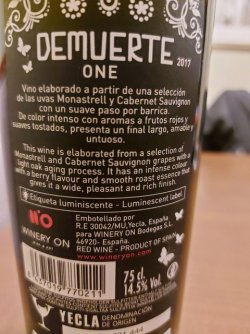 DEMUERTE
2017
ONE
Vino elaborado a partir de una selección
de las uvas Monastrell y Cabernet Sauvignon
con un suave paso por barrica.
De color intenso con aromas a frutos rojos y
suaves tostados, presenta un final largo, amable y
untuoso.
This wine is elaborated from a selection of
Monastrell and Cabernet Sauvignon grapes with a
light oak aging process. It has an intense colour
with a berry flavour and smooth roast essence that
gives it a wide, pleasant and rich finish.
Etiqueta luminiscente - Luminescent label
WINERY ON
Embotellado por
R.E 30042/MU, Yecla, España,
para WINERY ON Bodegas S.L.
46920- España.
RED WINE - PRODUCT OF SPAIN
www.wineryon.com
75 cl.
14.5% Vol.
YECLA
DENOMINACIÓN
DE ORIGEN